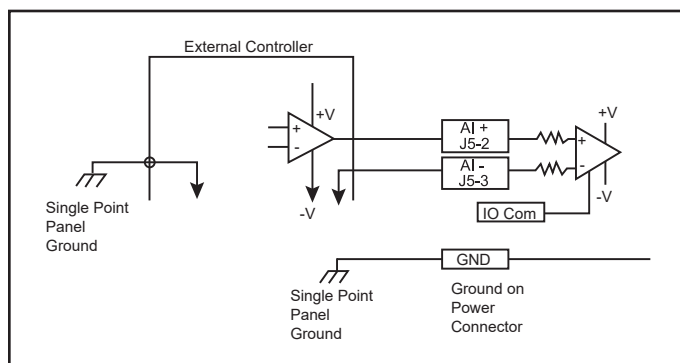 External Controller
+V
+
-
-V
AI +
J5-2
AI -
J5-3
+V
+
-
-V
IO Com
Single Point
Panel
Ground
GND
Single Point
Panel
Ground
Ground on
Power
Connector